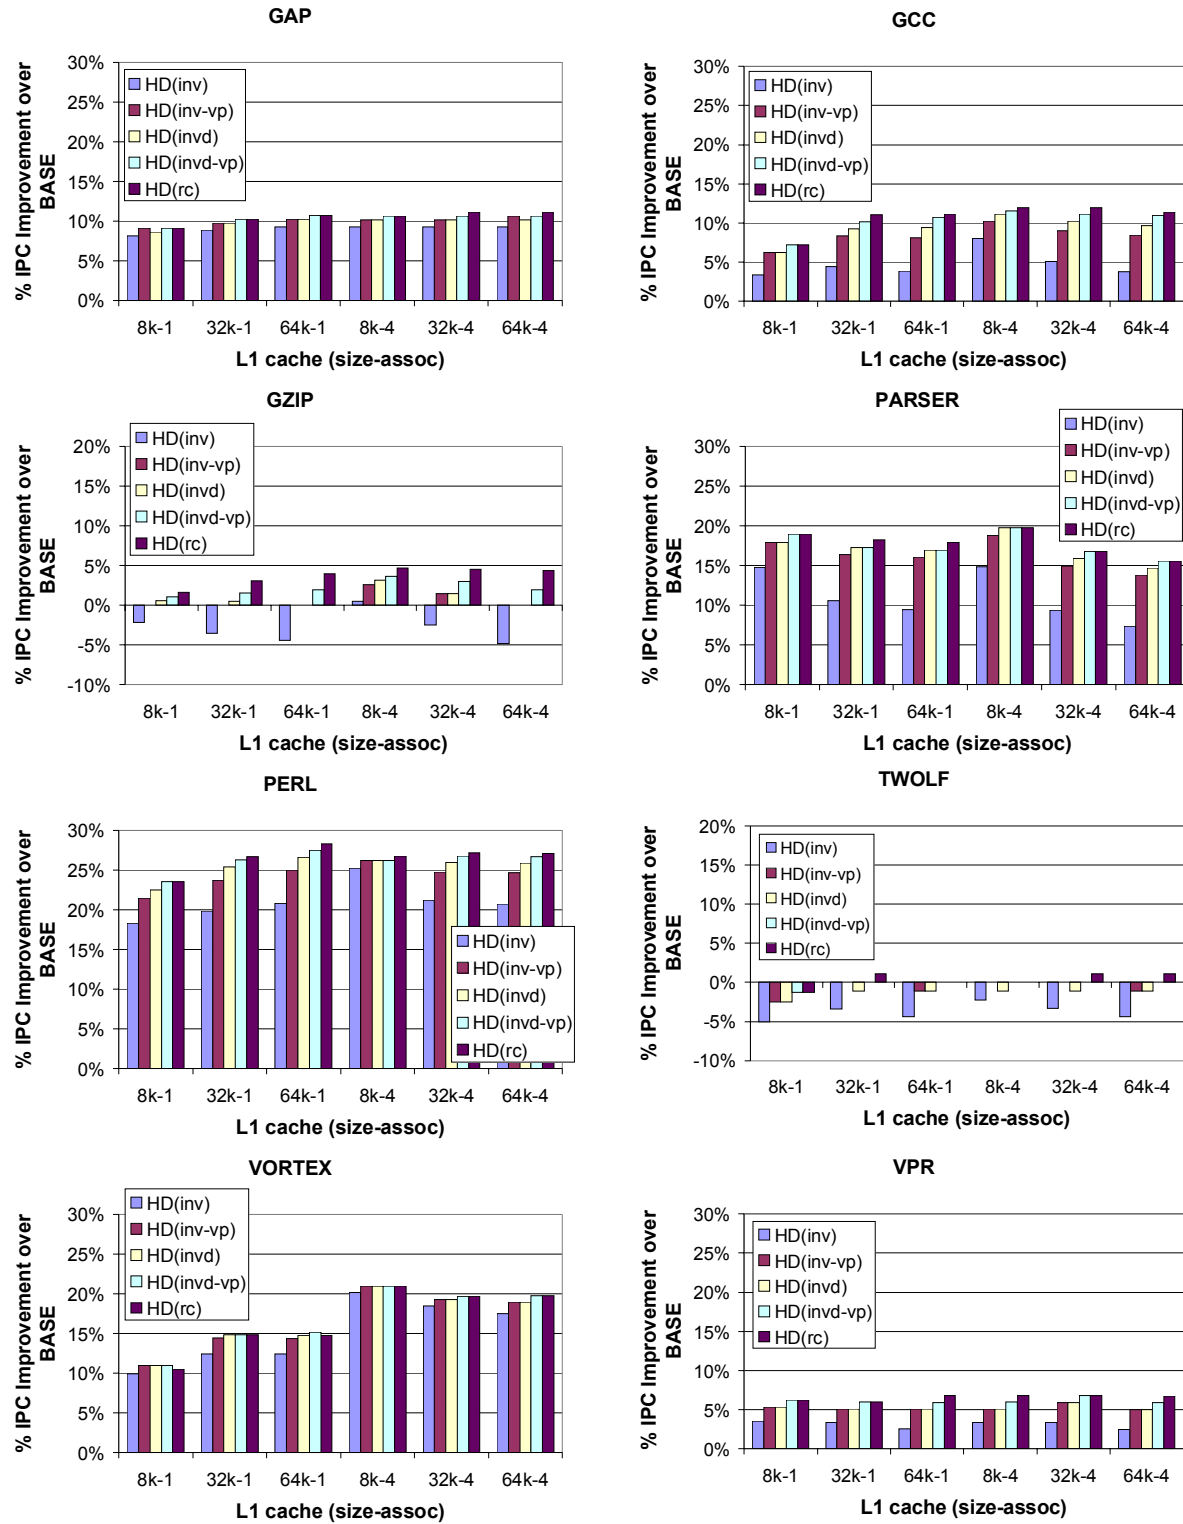 GAP
% IPC Improvement over
BASE
30%
25%
20%
15%
10%
5%
0%
HD(inv)
HD(inv-vp)
HD(invd)
HD(invd-vp)
HD(rc)
8k-1 32k-1 64k-1 8k-4 32k-4 64k-4
L1 cache (size-assoc)
GCC
% IPC Improvement over
BASE
30%
25%
20%
15%
10%
5%
0%
HD(inv)
HD(inv-vp)
HD(invd)
HD(invd-vp)
HD(rc)
8k-1 32k-1 64k-1 8k-4 32k-4 64k-4
L1 cache (size-assoc)
GZIP
% IPC Improvement over
BASE
20%
15%
10%
5%
0%
-5%
-10%
HD(inv)
HD(inv-vp)
HD(invd)
HD(invd-vp)
HD(rc)
8k-1 32k-1 64k-1 8k-4 32k-4 64k-4
L1 cache (size-assoc)
PARSER
% IPC Improvement over
BASE
30%
25%
20%
15%
10%
5%
0%
HD(inv)
HD(inv-vp)
HD(invd)
HD(invd-vp)
HD(rc)
8k-1 32k-1 64k-1 8k-4 32k-4 64k-4
L1 cache (size-assoc)
PERL
% IPC Improvement over
BASE
30%
25%
20%
15%
10%
5%
0%
HD(inv)
HD(inv-vp)
HD(invd)
HD(invd-vp)
HD(rc)
8k-1 32k-1 64k-1 8k-4 32k-4 64k-4
L1 cache (size-assoc)
TWOLF
% IPC Improvement over
BASE
20%
15%
10%
5%
0%
-5%
-10%
HD(inv)
HD(inv-vp)
HD(invd)
HD(invd-vp)
HD(rc)
8k-1 32k-1 64k-1 8k-4 32k-4 64k-4
L1 cache (size-assoc)
VORTEX
% IPC Improvement over
BASE
30%
25%
20%
15%
10%
5%
0%
HD(inv)
HD(inv-vp)
HD(invd)
HD(invd-vp)
HD(rc)
8k-1 32k-1 64k-1 8k-4 32k-4 64k-4
L1 cache (size-assoc)
VPR
% IPC Improvement over
BASE
30%
25%
20%
15%
10%
5%
0%
HD(inv)
HD(inv-vp)
HD(invd)
HD(invd-vp)
HD(rc)
8k-1 32k-1 64k-1 8k-4 32k-4 64k-4
L1 cache (size-assoc)